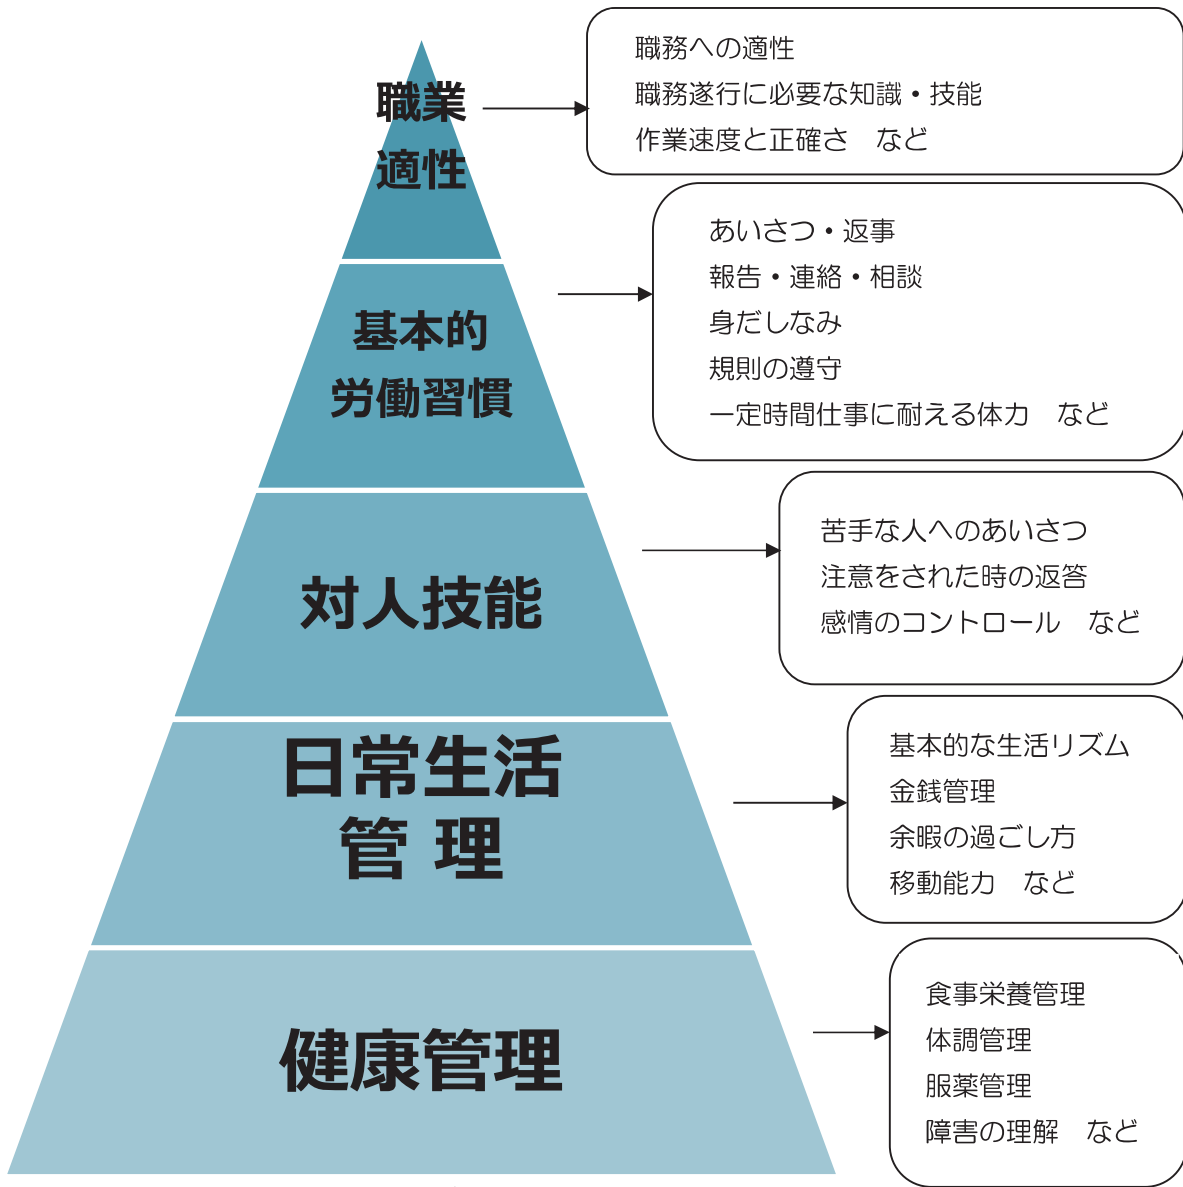 職業
適性
職務への適性
職務遂行に必要な知識・技能
作業速度と正確さ　など
基本的
労働習慣
あいさつ・返事
報告・連絡・相談
身だしなみ
規則の遵守
一定時間仕事に耐える体力　など
対人技能
苦手な人へのあいさつ
注意をされた時の返答
感情のコントロール　など
日常生活
管 理
基本的な生活リズム
金銭管理
余暇の過ごし方
移動能力　など
健康管理
食事栄養管理
体調管理
服薬管理
障害の理解　など